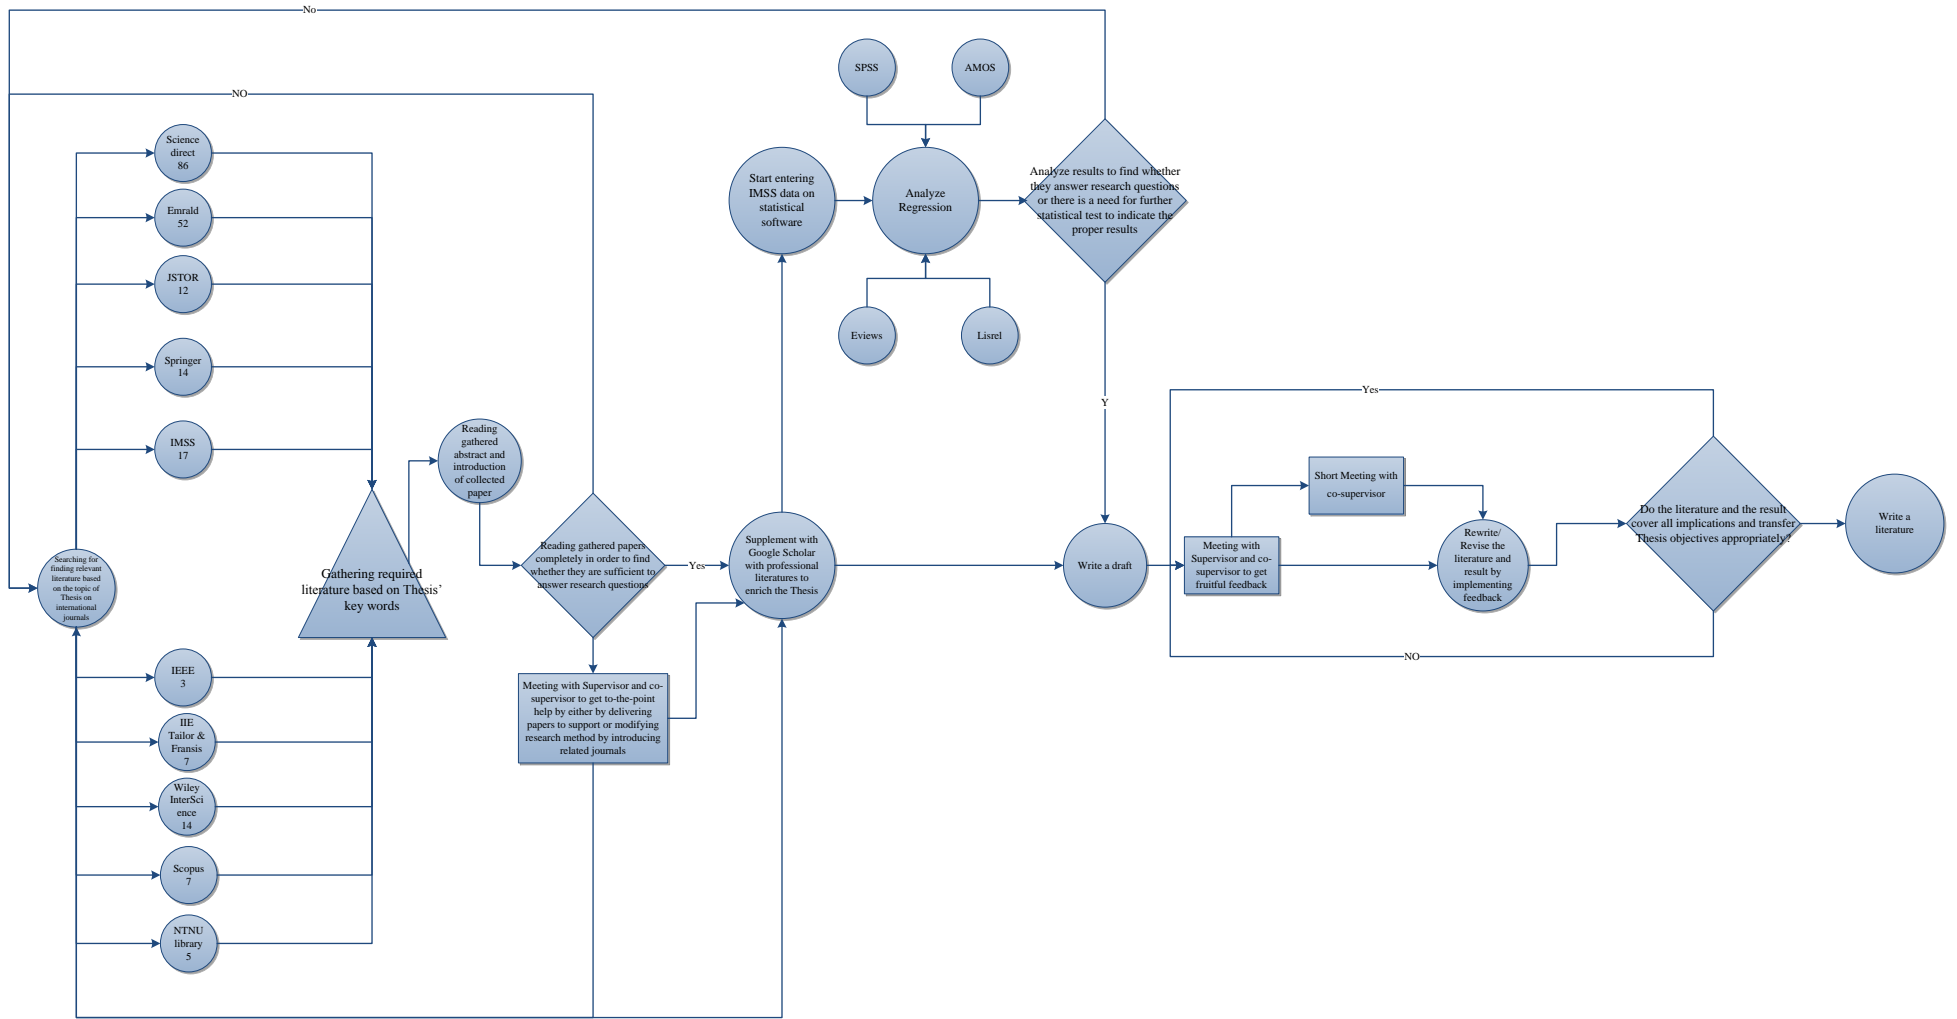 No
NO
SPSS
AMOS
Science
direct
86
Emrald
52
JSTOR
12
Springer
14
IMSS
17
Searching for
finding relevant
literature based
on the topic of
Thesis on
international
journals
IEEE
3
IIE
Tailor &
Fransis
7
Wiley
InterSci
ence
14
Scopus
7
NTNU
library
5
Gathering required
literature based on Thesis'
key words
Reading
gathered
abstract and
introduction
of collected
paper
Reading gathered papers
completely in order to find
whether they are sufficient to
answer research questions
Yes
Meeting with Supervisor and co-
supervisor to get to-the-point
help by either by delivering
papers to support or modifying
research method by introducing
related journals
Supplement with
Google Scholar
with professional
literatures to
enrich the Thesis
Start entering
IMSS data on
statistical
software
Analyze
Regression
Eviews
Lisrel
Analyze results to find whether
they answer research questions
or there is a need for further
statistical test to indicate the
proper results
Y
Write a draft
Yes
Meeting with
Supervisor and co-
supervisor to get
fruitful feedback
Short Meeting with
co-supervisor
Rewrite/
Revise the
literature and
result by
implementing
feedback
NO
Do the literature and the result
cover all implications and transfer
Thesis objectives appropriately?
Write a
literature